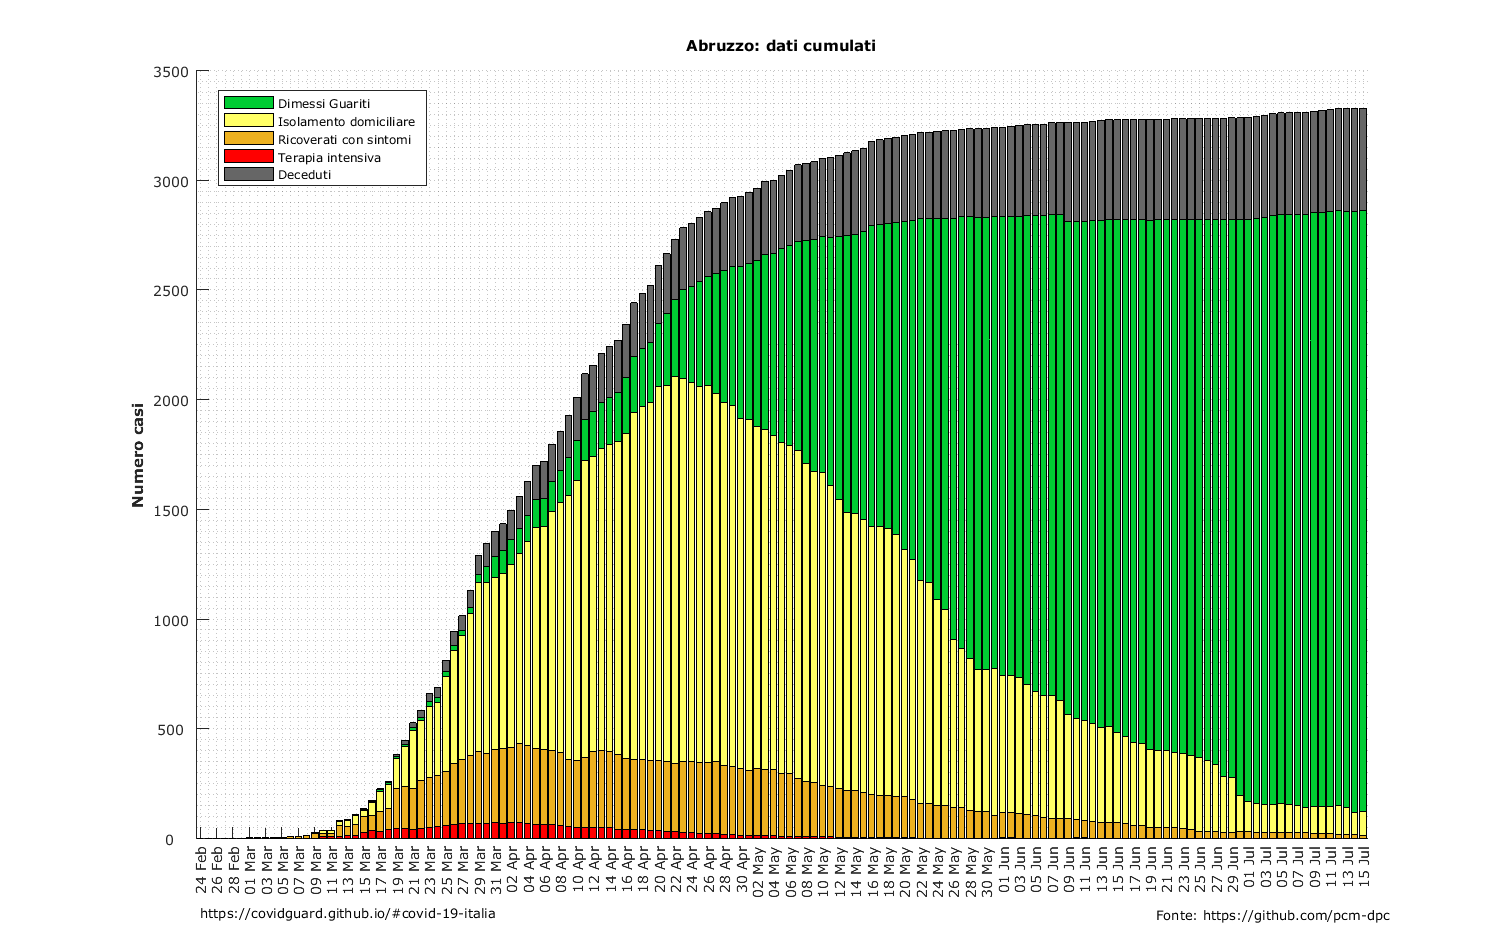 Abruzzo: dati cumulati
3500
3000
2500
2000
1500
1000
500
0
Numero casi
Dimessi Guariti
Isolamento domiciliare
Ricoverati con sintomi
Terapia intensiva
Deceduti
24 Feb
26 Feb
28 Feb
01 Mar
03 Mar
05 Mar
07 Mar
09 Mar
11 Mar
13 Mar
15 Mar
17 Mar
19 Mar
21 Mar
23 Mar
25 Mar
27 Mar
29 Mar
31 Mar
02 Apr
04 Apr
06 Apr
08 Apr
10 Apr
12 Apr
14 Apr
16 Apr
18 Apr
20 Apr
22 Apr
24 Apr
26 Apr
28 Apr
30 Apr
02 May
04 May
06 May
08 May
10 May
12 May
14 May
16 May
18 May
20 May
22 May
24 May
26 May
28 May
30 May
01 Jun
03 Jun
05 Jun
07 Jun
09 Jun
11 Jun
13 Jun
15 Jun
17 Jun
19 Jun
21 Jun
23 Jun
25 Jun
27 Jun
29 Jun
01 Jul
03 Jul
05 Jul
07 Jul
09 Jul
11 Jul
13 Jul
15 Jul
https://covidguard.github.io/#covid-19-italia
Fonte: https://github.com/pcm-dpc